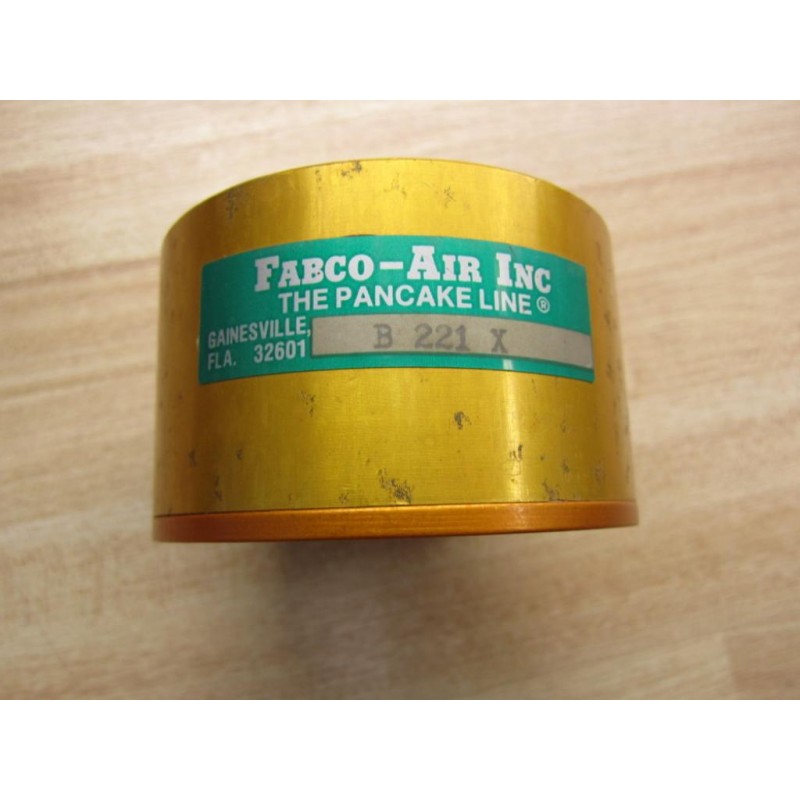 FABCO-AIR INC
THE PANCAKE LINE ®
GAINESVILLE,
FLA. 32601
B 221 X